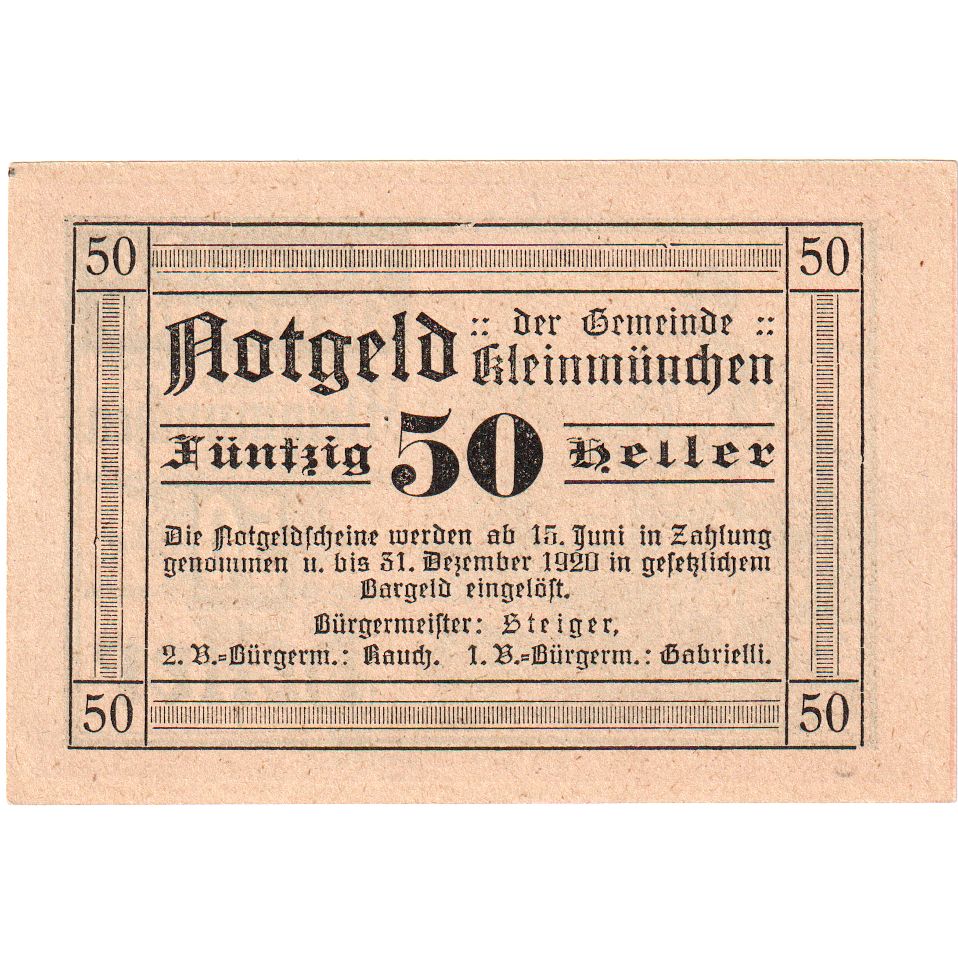 50 50
Notgeld :: der Gemeinde ::
Kleinmünchen
Fünfzig 50 Heller
Die Notgeldscheine werden ab 15. Juni in Zahlung
genommen u. bis 31. Dezember 1920 in gesetzlichem
Bargeld eingelöst.
Bürgermeister: Steiger,
2. B.=Bürgerm.: Rauch. 1. B.=Bürgerm.: Gabrielli.
50 50